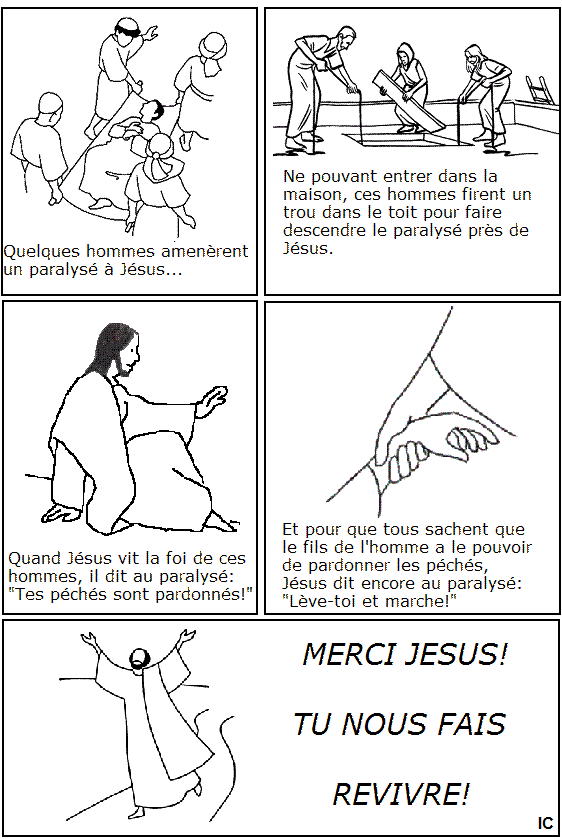 Quelques hommes amenèrent
un paralysé à Jésus...
Ne pouvant entrer dans la
maison, ces hommes firent un
trou dans le toit pour faire
descendre le paralysé près de
Jésus.
Quand Jésus vit la foi de ces
hommes, il dit au paralysé:
"Tes péchés sont pardonnés!"
Et pour que tous sachent que
le fils de l'homme a le pouvoir
de pardonner les péchés,
Jésus dit encore au paralysé:
"Lève-toi et marche!"
MERCI JESUS!
TU NOUS FAIS
REVIVRE!
IC